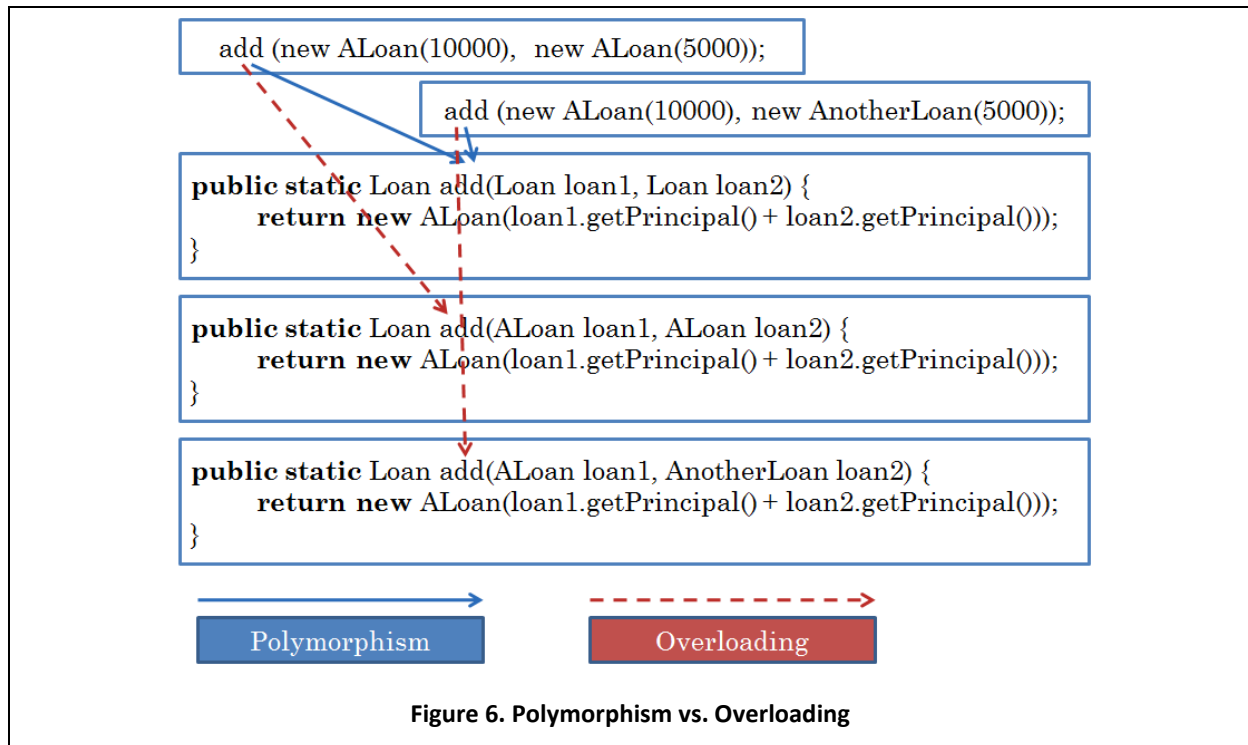 add (new ALoan(10000), new ALoan(5000));
add (new ALoan(10000), new AnotherLoan(5000));
public static Loan add(Loan loan1, Loan loan2) {
return new ALoan(loan1.getPrincipal() + loan2.getPrincipal()));
}
public static Loan add(ALoan loan1, ALoan loan2) {
return new ALoan(loan1.getPrincipal() + loan2.getPrincipal()));
}
public static Loan add(ALoan loan1, AnotherLoan loan2) {
return new ALoan(loan1.getPrincipal() + loan2.getPrincipal()));
}
Polymorphism
Overloading
Figure 6. Polymorphism vs. Overloading